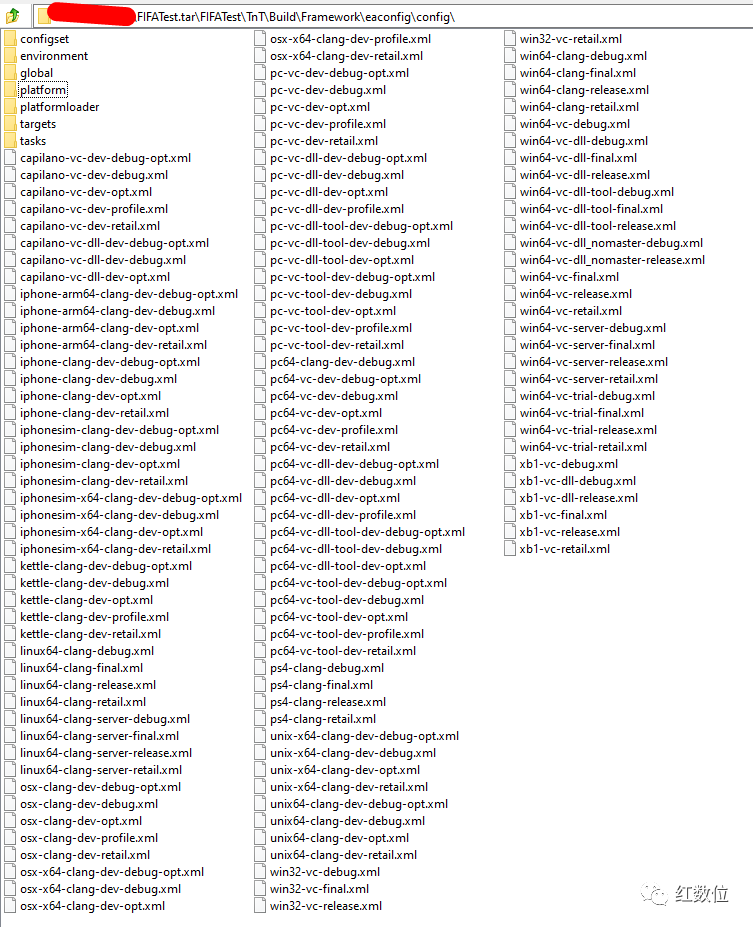 \FIFATest.tar\FIFATest\TnT\Build\Framework\eaconfig\config\
configset
environment
global
platform
platformloader
targets
tasks
capilano-vc-dev-debug-opt.xml
capilano-vc-dev-debug.xml
capilano-vc-dev-opt.xml
capilano-vc-dev-profile.xml
capilano-vc-dev-retail.xml
capilano-vc-dll-dev-debug-opt.xml
capilano-vc-dll-dev-debug.xml
capilano-vc-dll-dev-opt.xml
iphone-arm64-clang-dev-debug-opt.xml
iphone-arm64-clang-dev-debug.xml
iphone-arm64-clang-dev-opt.xml
iphone-arm64-clang-dev-retail.xml
iphone-clang-dev-debug-opt.xml
iphone-clang-dev-debug.xml
iphone-clang-dev-opt.xml
iphone-clang-dev-retail.xml
iphonesim-clang-dev-debug-opt.xml
iphonesim-clang-dev-debug.xml
iphonesim-clang-dev-opt.xml
iphonesim-clang-dev-retail.xml
iphonesim-x64-clang-dev-debug-opt.xml
iphonesim-x64-clang-dev-debug.xml
iphonesim-x64-clang-dev-opt.xml
iphonesim-x64-clang-dev-retail.xml
kettle-clang-dev-debug-opt.xml
kettle-clang-dev-debug.xml
kettle-clang-dev-opt.xml
kettle-clang-dev-profile.xml
kettle-clang-dev-retail.xml
linux64-clang-debug.xml
linux64-clang-final.xml
linux64-clang-release.xml
linux64-clang-retail.xml
linux64-clang-server-debug.xml
linux64-clang-server-final.xml
linux64-clang-server-release.xml
linux64-clang-server-retail.xml
osx-clang-dev-debug-opt.xml
osx-clang-dev-debug.xml
osx-clang-dev-opt.xml
osx-clang-dev-profile.xml
osx-clang-dev-retail.xml
osx-x64-clang-dev-debug-opt.xml
osx-x64-clang-dev-debug.xml
osx-x64-clang-dev-opt.xml
osx-x64-clang-dev-profile.xml
osx-x64-clang-dev-retail.xml
pc-vc-dev-debug-opt.xml
pc-vc-dev-debug.xml
pc-vc-dev-opt.xml
pc-vc-dev-profile.xml
pc-vc-dev-retail.xml
pc-vc-dll-dev-debug-opt.xml
pc-vc-dll-dev-debug.xml
pc-vc-dll-dev-opt.xml
pc-vc-dll-dev-profile.xml
pc-vc-dll-tool-dev-debug-opt.xml
pc-vc-dll-tool-dev-debug.xml
pc-vc-dll-tool-dev-opt.xml
pc-vc-tool-dev-debug-opt.xml
pc-vc-tool-dev-debug.xml
pc-vc-tool-dev-opt.xml
pc-vc-tool-dev-profile.xml
pc-vc-tool-dev-retail.xml
pc64-clang-dev-debug.xml
pc64-vc-dev-debug-opt.xml
pc64-vc-dev-debug.xml
pc64-vc-dev-opt.xml
pc64-vc-dev-profile.xml
pc64-vc-dev-retail.xml
pc64-vc-dll-dev-debug-opt.xml
pc64-vc-dll-dev-debug.xml
pc64-vc-dll-dev-opt.xml
pc64-vc-dll-dev-profile.xml
pc64-vc-dll-tool-dev-debug-opt.xml
pc64-vc-dll-tool-dev-debug.xml
pc64-vc-dll-tool-dev-opt.xml
pc64-vc-tool-dev-debug-opt.xml
pc64-vc-tool-dev-debug.xml
pc64-vc-tool-dev-opt.xml
pc64-vc-tool-dev-profile.xml
pc64-vc-tool-dev-retail.xml
ps4-clang-debug.xml
ps4-clang-final.xml
ps4-clang-release.xml
ps4-clang-retail.xml
unix-x64-clang-dev-debug-opt.xml
unix-x64-clang-dev-debug.xml
unix-x64-clang-dev-opt.xml
unix-x64-clang-dev-retail.xml
unix64-clang-dev-debug-opt.xml
unix64-clang-dev-debug.xml
unix64-clang-dev-opt.xml
unix64-clang-dev-retail.xml
win32-vc-debug.xml
win32-vc-final.xml
win32-vc-release.xml
win32-vc-retail.xml
win64-clang-debug.xml
win64-clang-final.xml
win64-clang-release.xml
win64-clang-retail.xml
win64-vc-debug.xml
win64-vc-dll-debug.xml
win64-vc-dll-final.xml
win64-vc-dll-release.xml
win64-vc-dll-tool-debug.xml
win64-vc-dll-tool-final.xml
win64-vc-dll-tool-release.xml
win64-vc-dll_nomaster-debug.xml
win64-vc-dll_nomaster-release.xml
win64-vc-final.xml
win64-vc-release.xml
win64-vc-retail.xml
win64-vc-server-debug.xml
win64-vc-server-final.xml
win64-vc-server-release.xml
win64-vc-server-retail.xml
win64-vc-trial-debug.xml
win64-vc-trial-final.xml
win64-vc-trial-release.xml
win64-vc-trial-retail.xml
xb1-vc-debug.xml
xb1-vc-dll-debug.xml
xb1-vc-dll-release.xml
xb1-vc-final.xml
xb1-vc-release.xml
xb1-vc-retail.xml
红数位